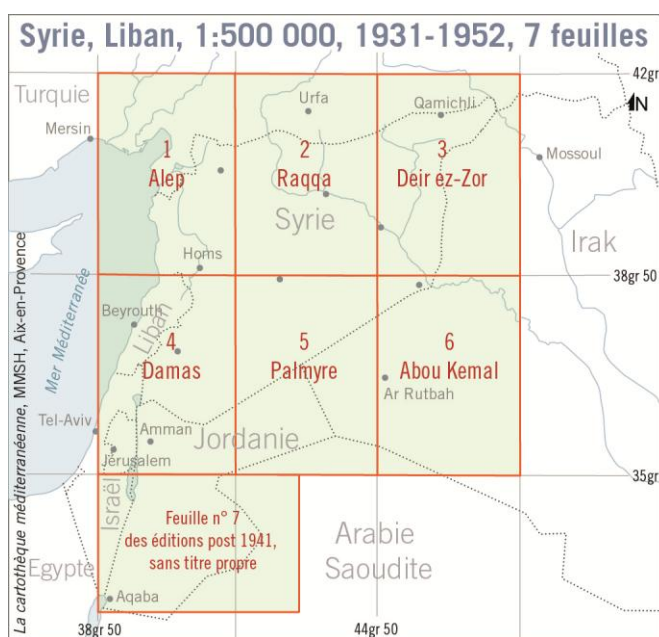 Syrie, Liban, 1:500 000, 1931-1952, 7 feuilles
42gr
Turquie
Urfa
Qamichli
N
Mersin
1
Alep
2
Raqqa
3
Deir ez-Zor
Mossoul
Syrie
Irak
Homs
38gr 50
Mer Méditerranée
Beyrouth
Liban
4
Damas
5
Palmyre
6
Abou Kemal
Ar Rutbah
Tel-Aviv
Amman
Jordanie
Jérusalem
35gr
Israël
Feuille n° 7
des éditions post 1941,
sans titre propre
Arabie
Saoudite
Egypte
Aqaba
38gr 50
44gr 50
La cartothèque méditerranéenne, MMSH, Aix-en-Provence